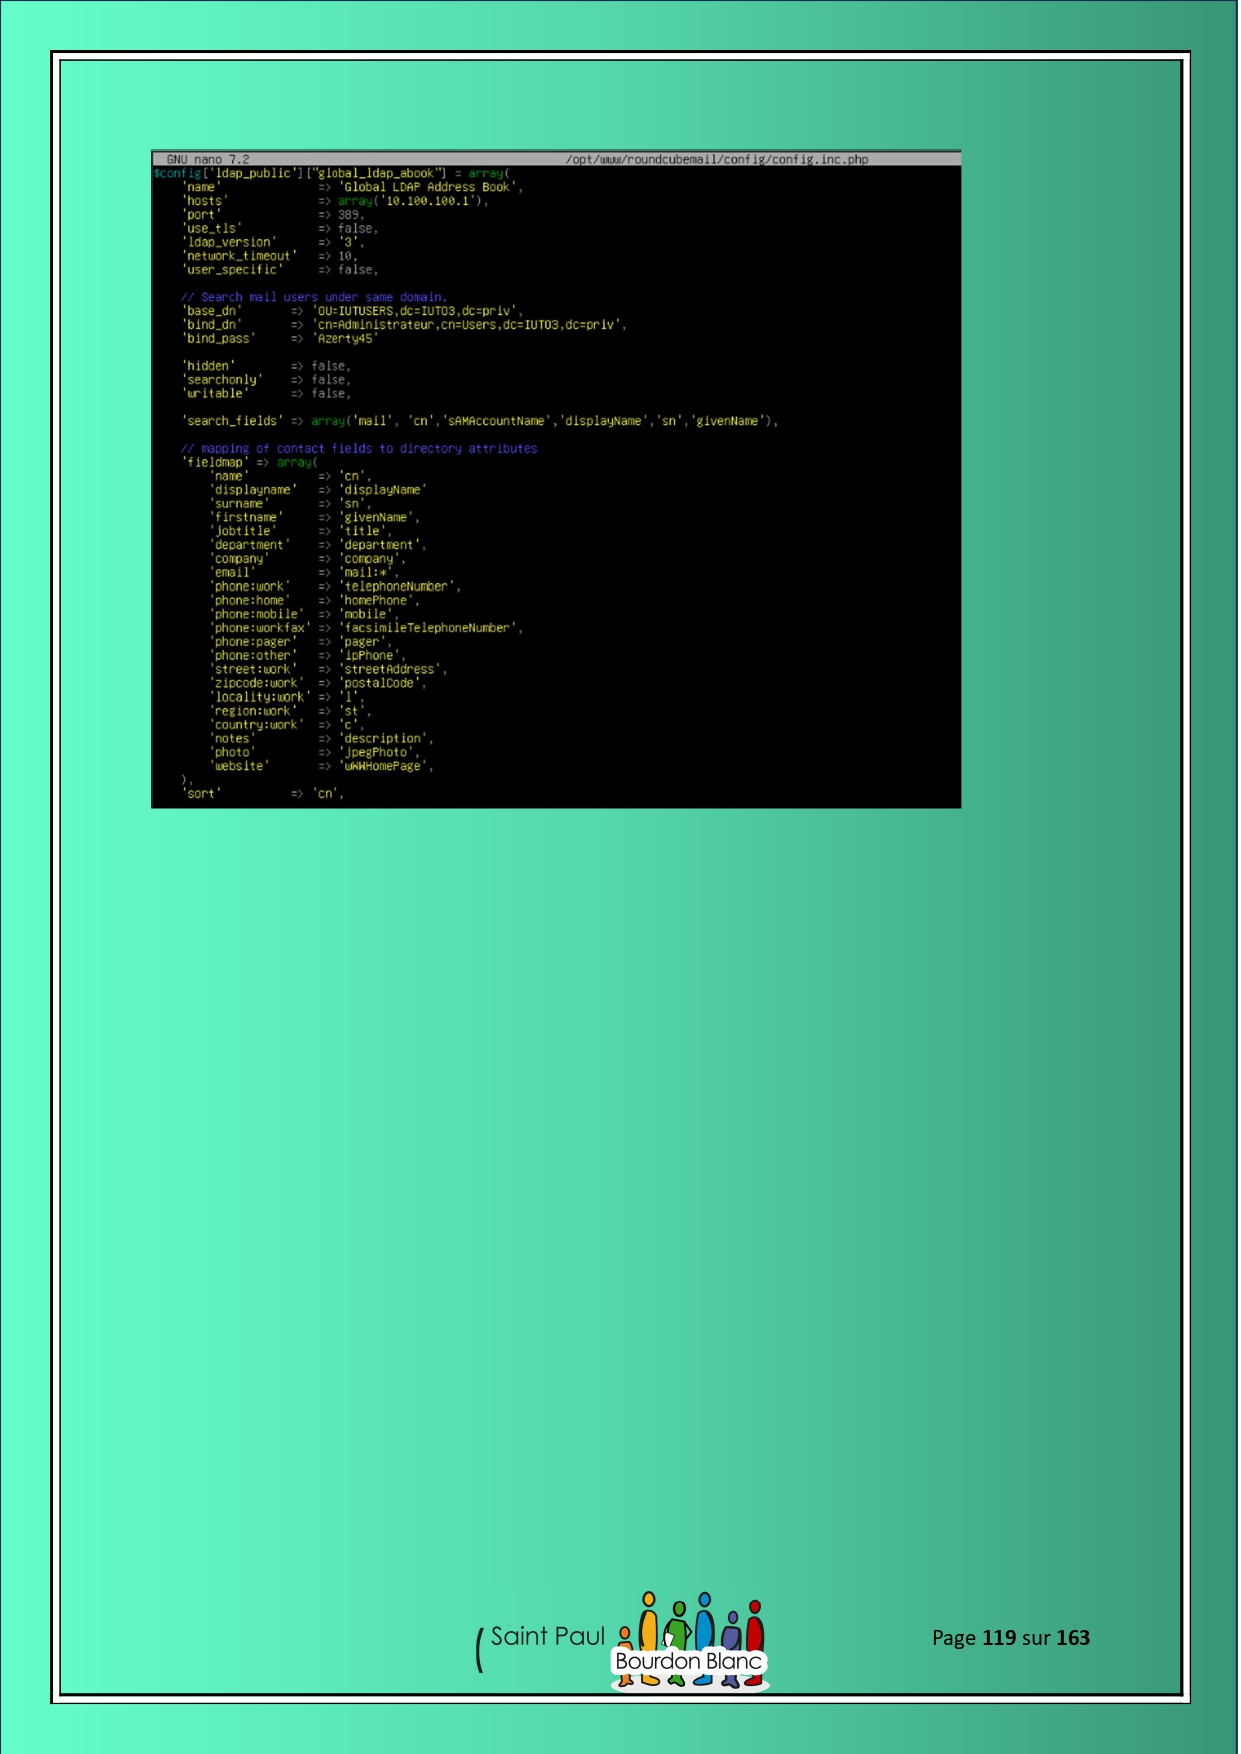 GNU nano 7.2 /opt/www/roundcubemail/config/config.inc.php
$config['ldap_public']["global_ldap_abook"] = array(
'name' => 'Global LDAP Address Book',
'hosts' => array('10.100.100.1'),
'port' => 389,
'use_tls' => false,
'ldap_version' => '3',
'network_timeout' => 10,
'user_specific' => false,
// Search mail users under same domain.
'base_dn' => 'OU=IUTUSERS,dc=IUT03,dc=priv',
'bind_dn' => 'cn=Administrateur,cn=Users,dc=IUT03,dc=priv',
'bind_pass' => 'Azerty45'
'hidden' => false,
'searchonly' => false,
'writable' => false,
'search_fields' => array('mail', 'cn','sAMAccountName','displayName','sn','givenName'),
// mapping of contact fields to directory attributes
'fieldmap' => array(
'name' => 'cn',
'displayname' => 'displayName'
'surname' => 'sn',
'firstname' => 'givenName',
'jobtitle' => 'title',
'department' => 'department',
'company' => 'company',
'email' => 'mail:*',
'phone:work' => 'telephoneNumber',
'phone:home' => 'homePhone',
'phone:mobile' => 'mobile',
'phone:workfax' => 'facsimileTelephoneNumber',
'phone:pager' => 'pager',
'phone:other' => 'ipPhone',
'street:work' => 'streetAddress',
'zipcode:work' => 'postalCode',
'locality:work' => 'l',
'region:work' => 'st',
'country:work' => 'c',
'notes' => 'description',
'photo' => 'jpegPhoto',
'website' => 'wWWHomePage',
),
'sort' => 'cn',
( Saint Paul
Bourdon Blanc
Page 119 sur 163